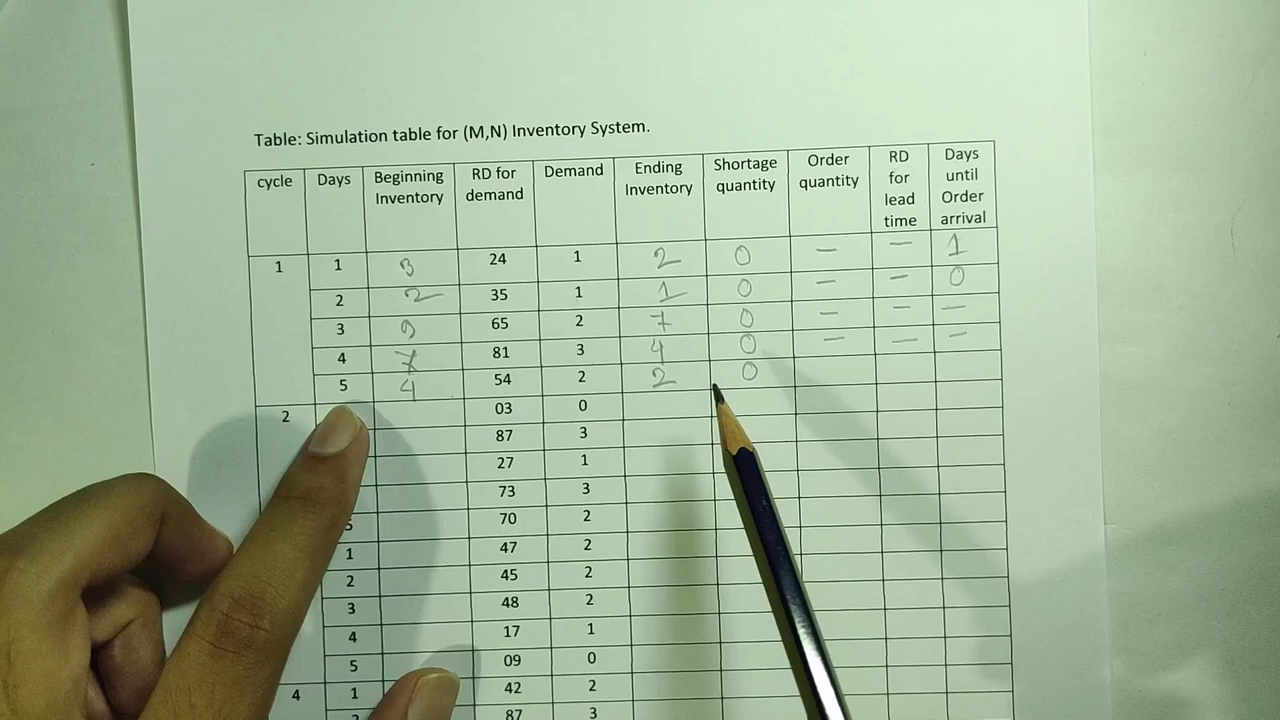 Table: Simulation table for (M,N) Inventory System.
cycle Days Beginning Inventory RD for demand Demand Ending Inventory Shortage quantity Order quantity RD for lead time Days until Order arrival
1 1 3 24 1 2 0 — — 1
2 2 35 1 1 0 — — 0
3 9 65 2 7 0 — — —
4 7 81 3 4 0 — — —
5 4 54 2 2 0
2 03 0
87 3
27 1
73 3
5 70 2
1 47 2
2 45 2
3 48 2
4 17 1
5 09 0
4 1 42 2
87 3